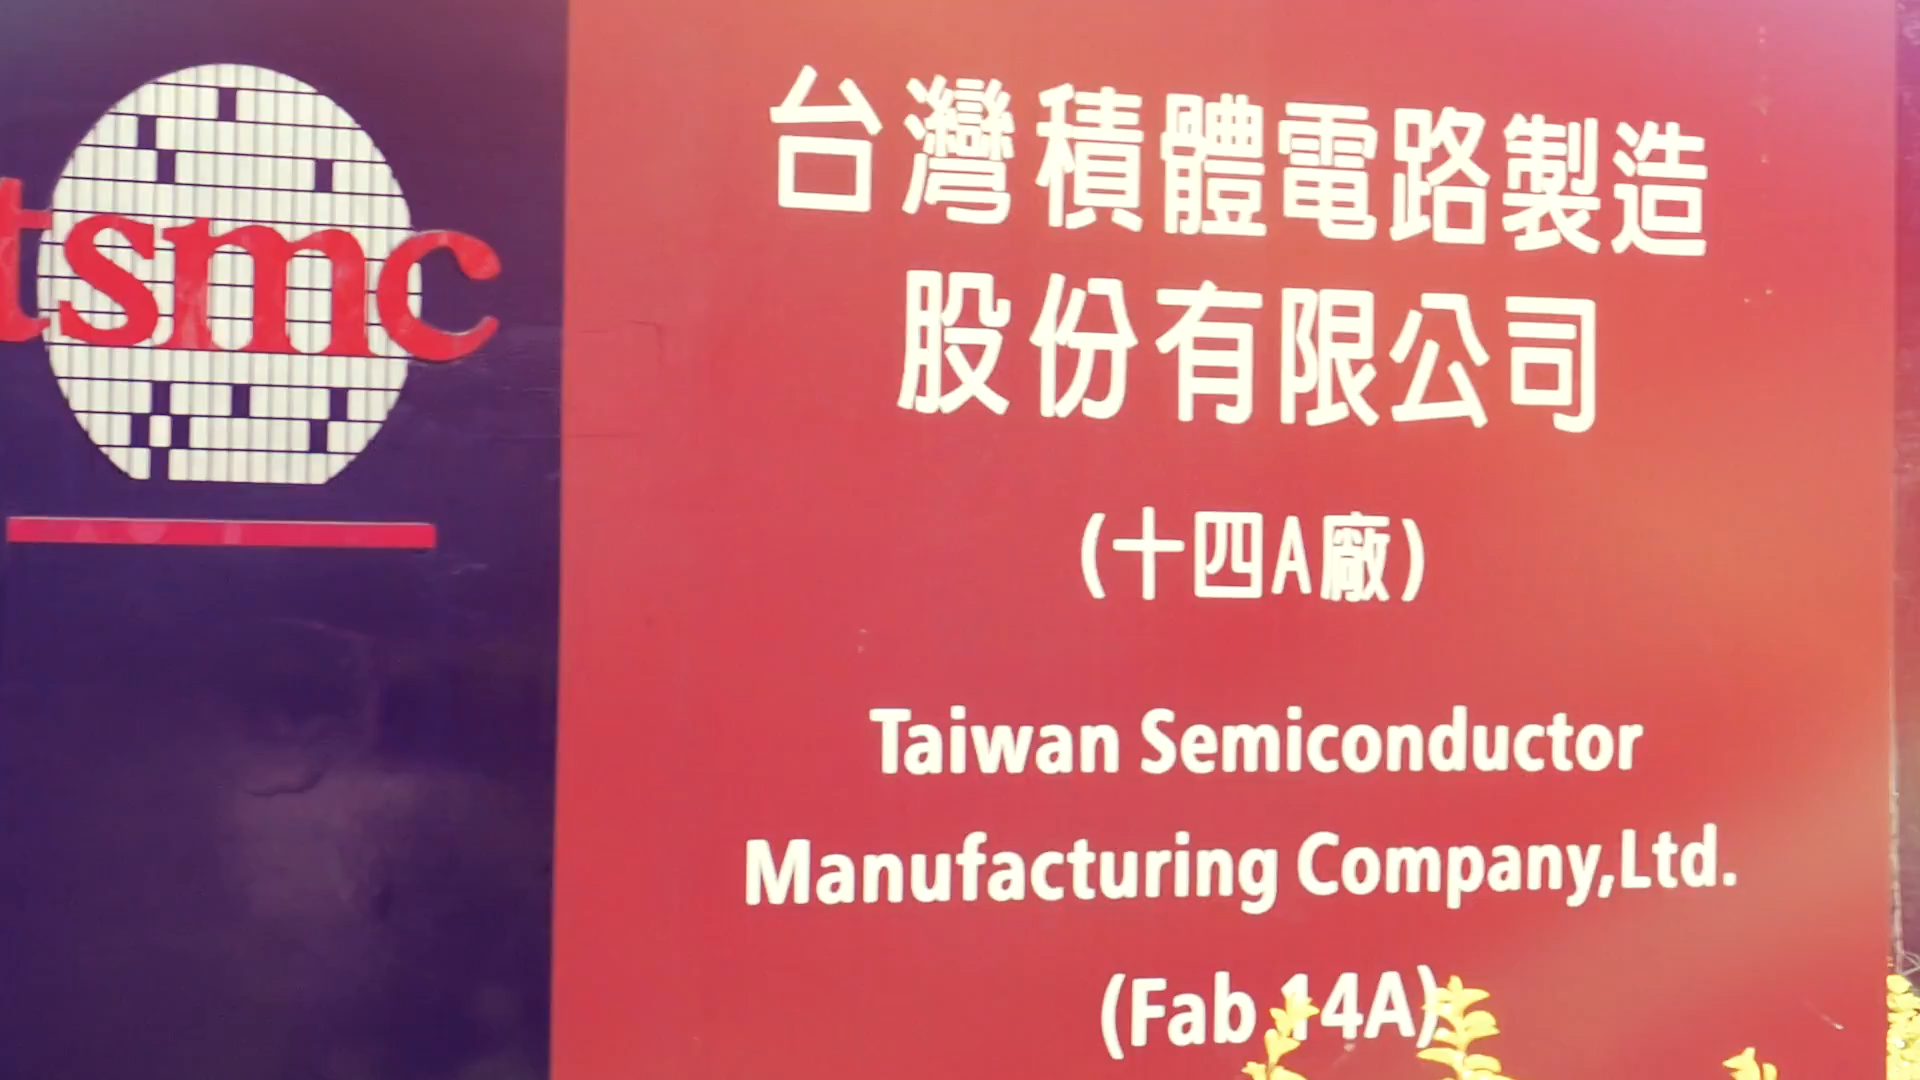 tsmc
台灣積體電路製造
股份有限公司
(十四A廠)
Taiwan Semiconductor
Manufacturing Company,Ltd.
(Fab 14A)